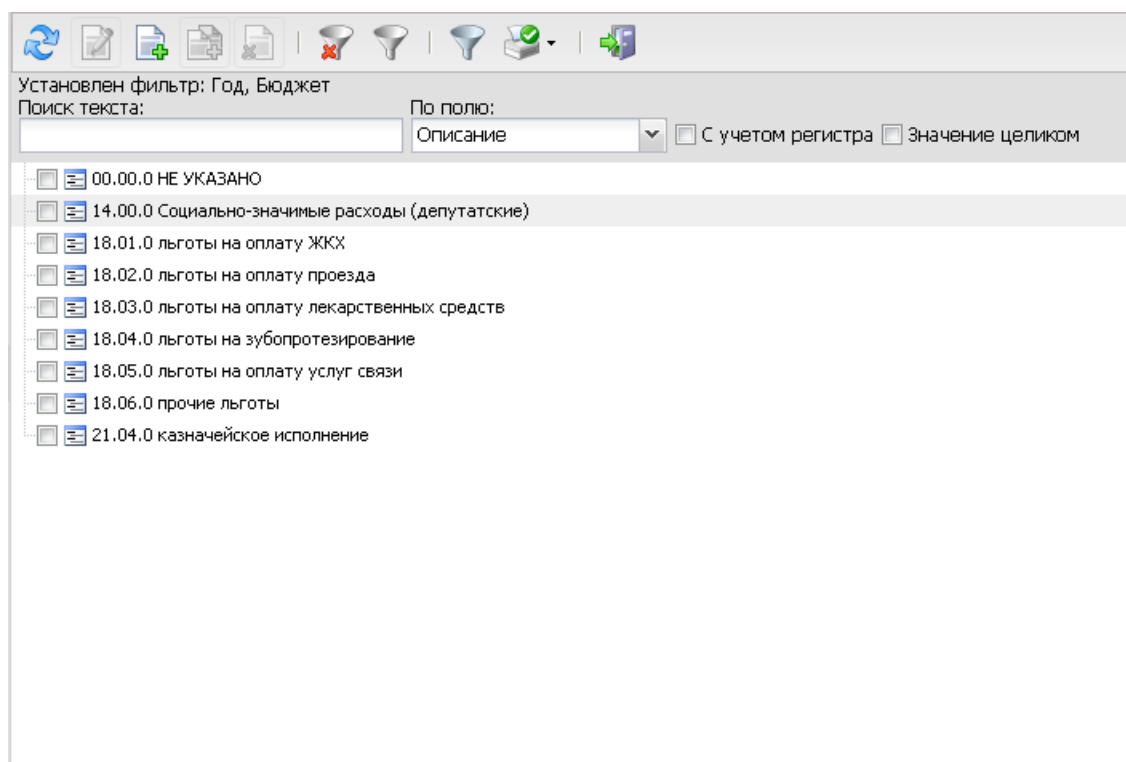 Установлен фильтр: Год, Бюджет
Поиск текста: По полю:
Описание С учетом регистра Значение целиком
00.00.0 НЕ УКАЗАНО
14.00.0 Социально-значимые расходы (депутатские)
18.01.0 льготы на оплату ЖКХ
18.02.0 льготы на оплату проезда
18.03.0 льготы на оплату лекарственных средств
18.04.0 льготы на зубопротезирование
18.05.0 льготы на оплату услуг связи
18.06.0 прочие льготы
21.04.0 казначейское исполнение